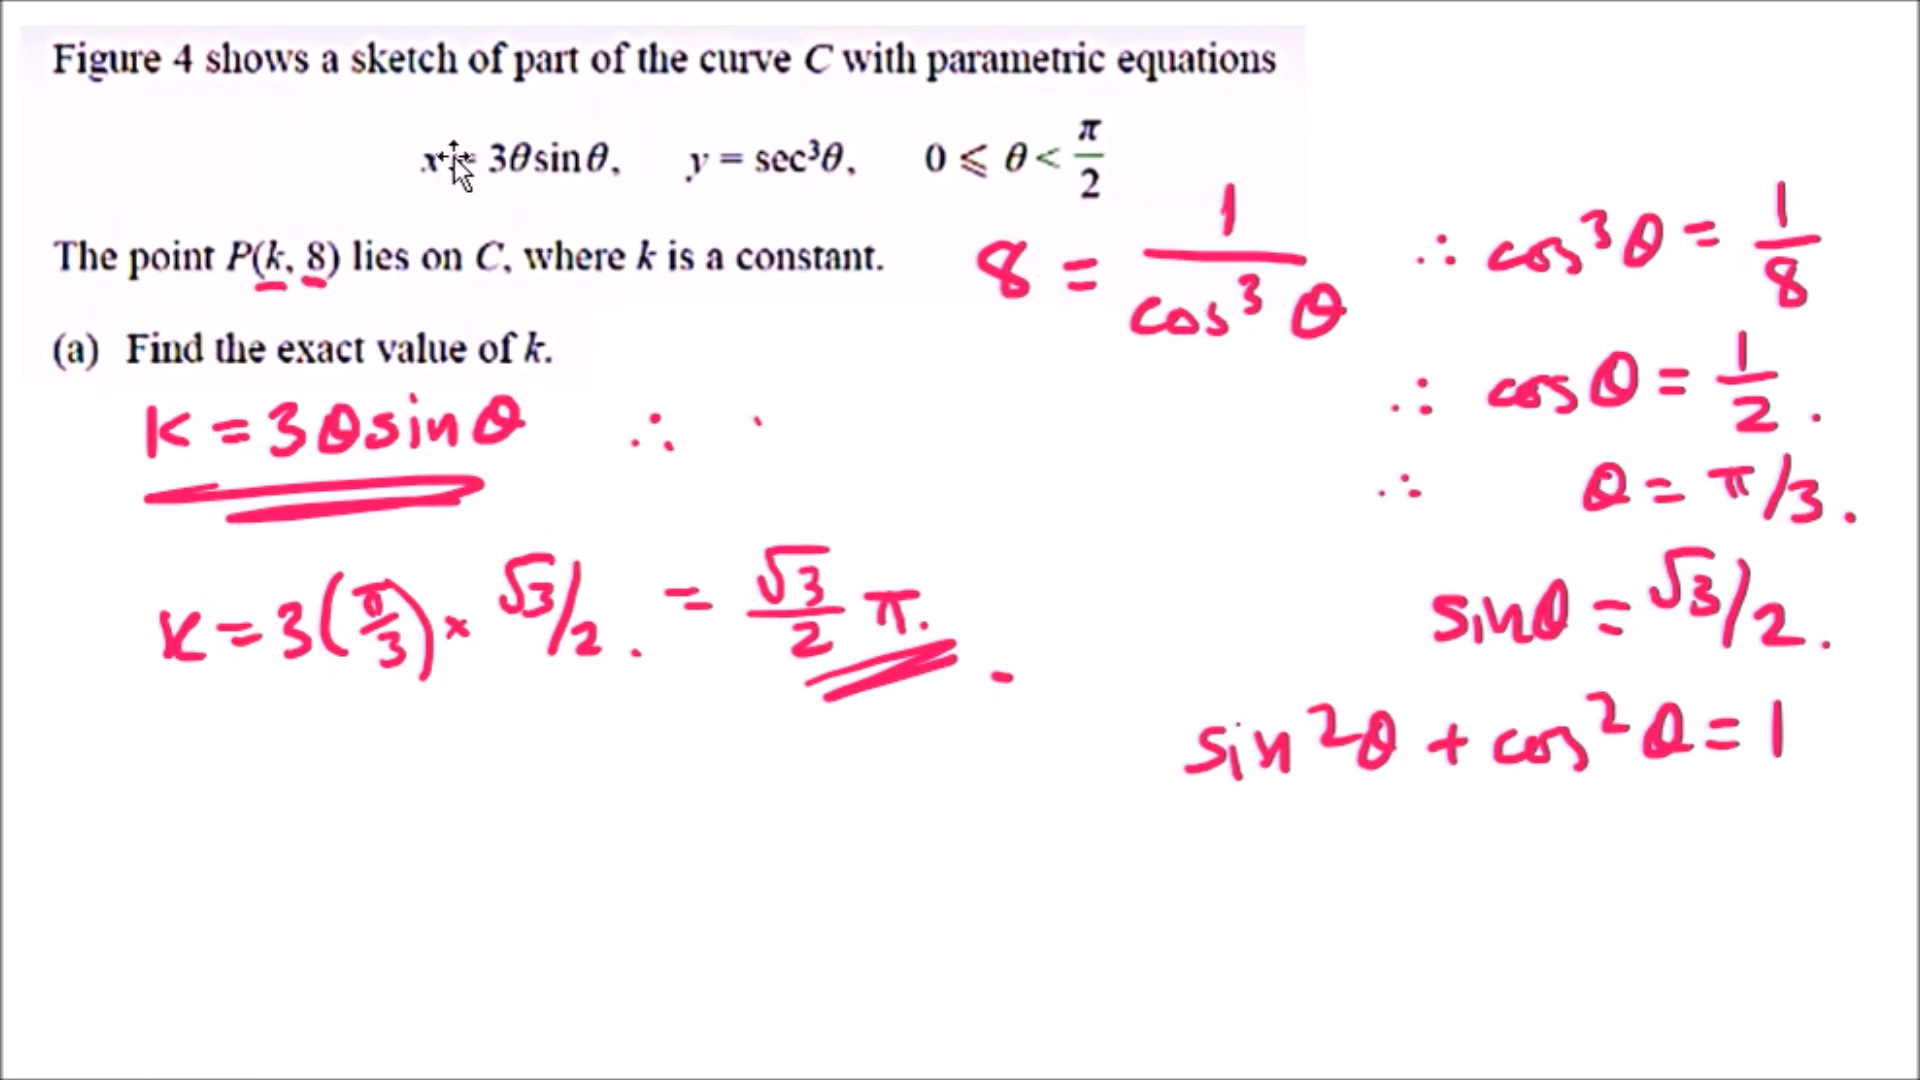 Figure 4 shows a sketch of part of the curve C with parametric equations
x = 3θsinθ, y = sec³θ, 0 ⩽ θ < π/2
The point P(k, 8) lies on C, where k is a constant.
8 = 1/cos³θ ∴ cos³θ = 1/8
(a) Find the exact value of k.
∴ cosθ = 1/2.
k = 3θsinθ ∴
∴ θ = π/3.
k = 3(π/3) × √3/2. = √3/2 π.
sinθ = √3/2.
sin²θ + cos²θ = 1